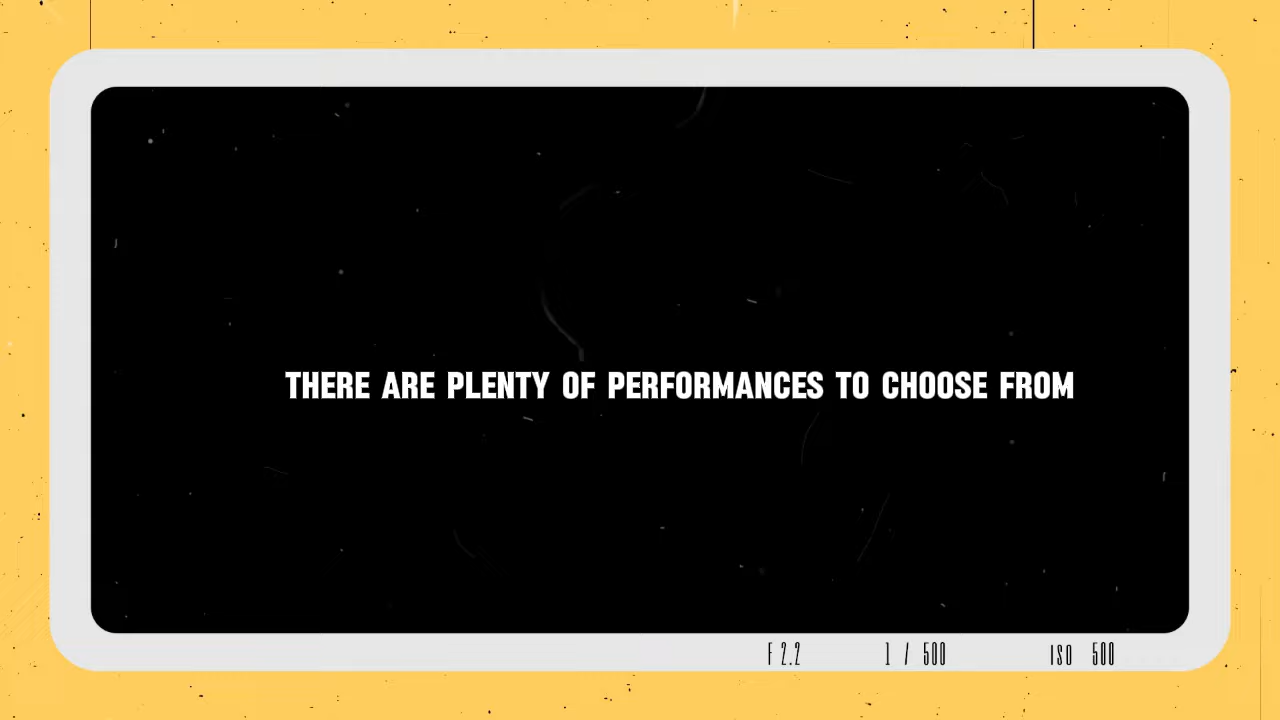 THERE ARE PLENTY OF PERFORMANCES TO CHOOSE FROM
F 2.2 1 / 500 ISO 500